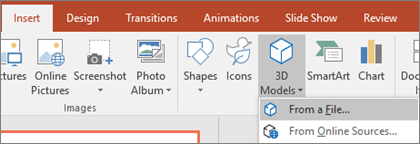 Insert Design Transitions Animations Slide Show Review
Online Screenshot Photo Shapes Icons 3D SmartArt Chart
Pictures Album Models
Images
From a File...
From Online Sources...